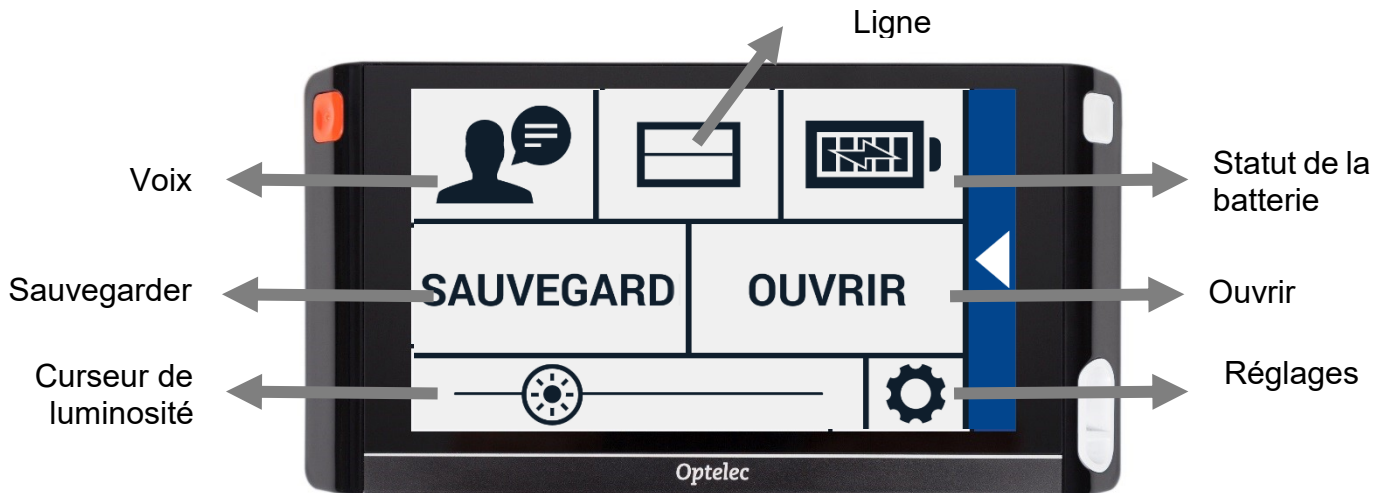 Ligne
Voix
Statut de la
batterie
SAUVEGARD
OUVRIR
Sauvegarder
Ouvrir
Curseur de
luminosité
Réglages
Optelec